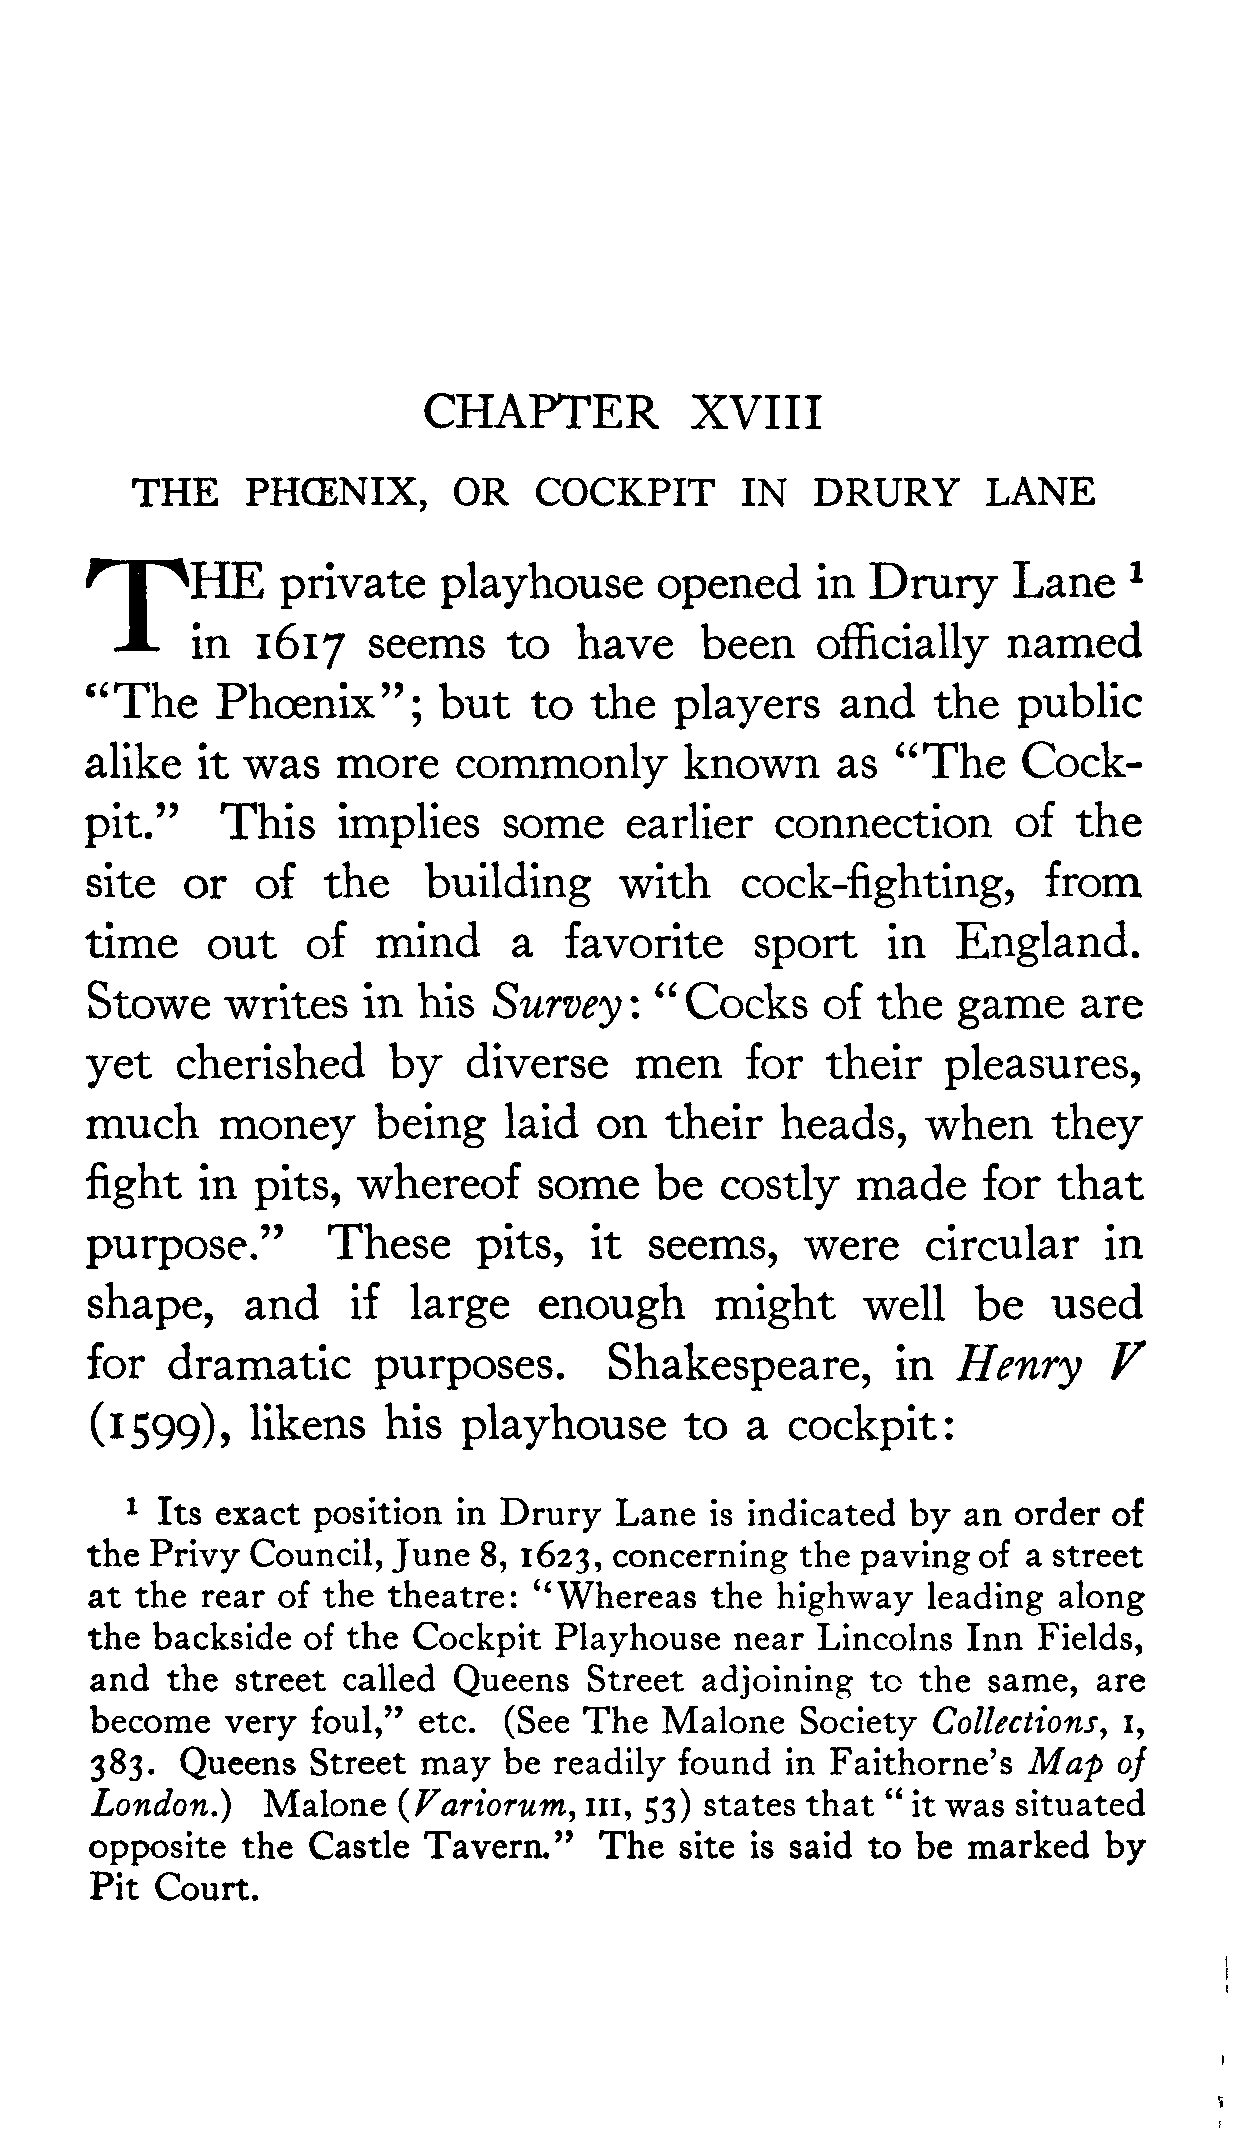 CHAPTER XVIII
THE PHŒNIX, OR COCKPIT IN DRURY LANE
THE private playhouse opened in Drury Lane ¹
in 1617 seems to have been officially named
“The Phœnix”; but to the players and the public
alike it was more commonly known as “The Cock-
pit.” This implies some earlier connection of the
site or of the building with cock-fighting, from
time out of mind a favorite sport in England.
Stowe writes in his Survey: “Cocks of the game are
yet cherished by diverse men for their pleasures,
much money being laid on their heads, when they
fight in pits, whereof some be costly made for that
purpose.” These pits, it seems, were circular in
shape, and if large enough might well be used
for dramatic purposes. Shakespeare, in Henry V
(1599), likens his playhouse to a cockpit:
¹ Its exact position in Drury Lane is indicated by an order of
the Privy Council, June 8, 1623, concerning the paving of a street
at the rear of the theatre: “Whereas the highway leading along
the backside of the Cockpit Playhouse near Lincolns Inn Fields,
and the street called Queens Street adjoining to the same, are
become very foul,” etc. (See The Malone Society Collections, I,
383. Queens Street may be readily found in Faithorne’s Map of
London.) Malone (Variorum, III, 53) states that “it was situated
opposite the Castle Tavern.” The site is said to be marked by
Pit Court.